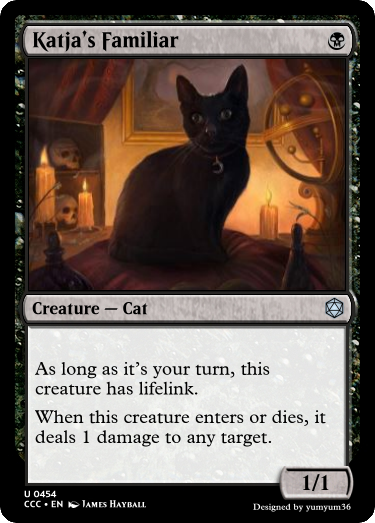 Katja's Familiar
Creature — Cat
As long as it's your turn, this
creature has lifelink.
When this creature enters or dies, it
deals 1 damage to any target.
1/1
U 0454
CCC • EN James Hayball
Designed by yumyum36